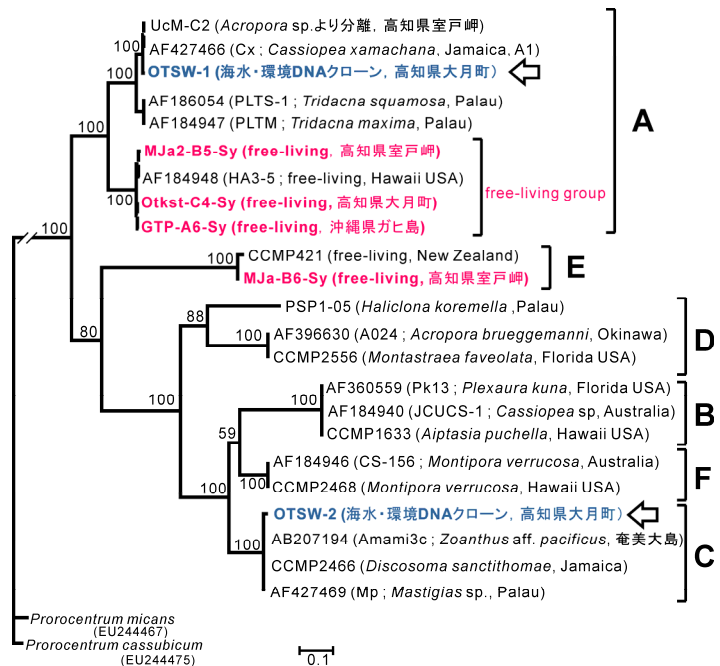 UcM-C2 (Acropora sp.より分離, 高知県室戸岬)
100
AF427466 (Cx ; Cassiopea xamachana, Jamaica, A1)
OTSW-1 (海水・環境DNAクローン, 高知県大月町)
100
AF186054 (PLTS-1 ; Tridacna squamosa, Palau)
A
AF184947 (PLTM ; Tridacna maxima, Palau)
100
MJa2-B5-Sy (free-living, 高知県室戸岬)
AF184948 (HA3-5 ; free-living, Hawaii USA)
free-living group
100
Otkst-C4-Sy (free-living, 高知県大月町)
GTP-A6-Sy (free-living, 沖縄県ガヒ島)
100
CCMP421 (free-living, New Zealand)
100
E
MJa-B6-Sy (free-living, 高知県室戸岬)
PSP1-05 (Haliclona koremella ,Palau)
88
80
100
AF396630 (A024 ; Acropora brueggemanni, Okinawa)
D
CCMP2556 (Montastraea faveolata, Florida USA)
AF360559 (Pk13 ; Plexaura kuna, Florida USA)
100
100
AF184940 (JCUCS-1 ; Cassiopea sp, Australia)
B
CCMP1633 (Aiptasia puchella, Hawaii USA)
59
AF184946 (CS-156 ; Montipora verrucosa, Australia)
F
100
100
CCMP2468 (Montipora verrucosa, Hawaii USA)
OTSW-2 (海水・環境DNAクローン, 高知県大月町)
AB207194 (Amami3c ; Zoanthus aff. pacificus, 奄美大島)
100
C
CCMP2466 (Discosoma sanctithomae, Jamaica)
AF427469 (Mp ; Mastigias sp., Palau)
Prorocentrum micans
(EU244467)
Prorocentrum cassubicum
(EU244475)
0.1